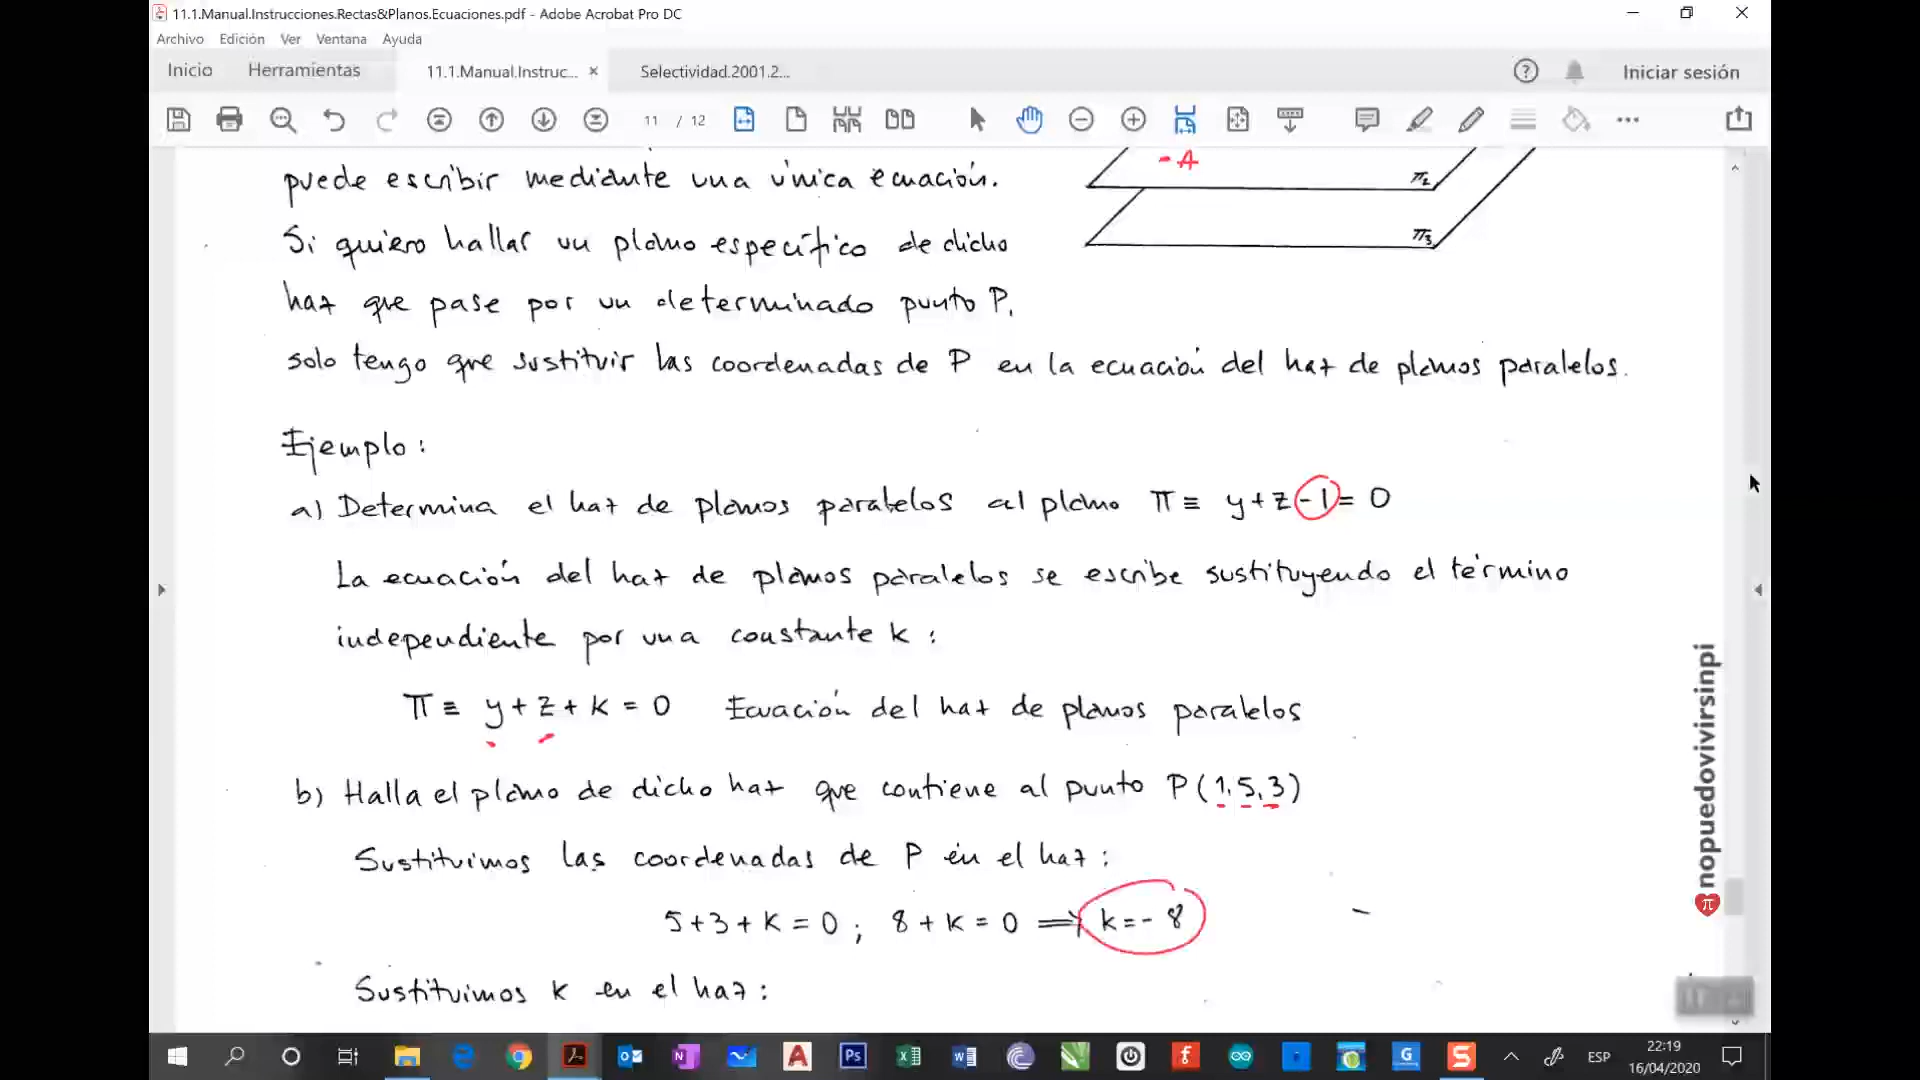 11.1.Manual.Instrucciones.Rectas&Planos.Ecuaciones.pdf - Adobe Acrobat Pro DC
Archivo Edición Ver Ventana Ayuda
Inicio Herramientas 11.1.Manual.Instruc... × Selectividad.2001.2... Iniciar sesión
11 / 12
- A
puede escribir mediante una única ecuación.
π2
Si quiero hallar un plano específico de dicho
π3
haz que pase por un determinado punto P,
solo tengo que sustituir las coordenadas de P en la ecuación del haz de planos paralelos.
Ejemplo:
a) Determina el haz de planos paralelos al plano π ≡ y + z - 1 = 0
La ecuación del haz de planos paralelos se escribe sustituyendo el término
independiente por una constante k :
π ≡ y + z + k = 0 Ecuación del haz de planos paralelos
b) Halla el plano de dicho haz que contiene al punto P(1,5,3)
Sustituimos las coordenadas de P en el haz :
5 + 3 + k = 0 ; 8 + k = 0 ⟹ k = - 8
Sustituimos k en el haz :
π nopuedovivirsinpi
ESP
22:19
16/04/2020